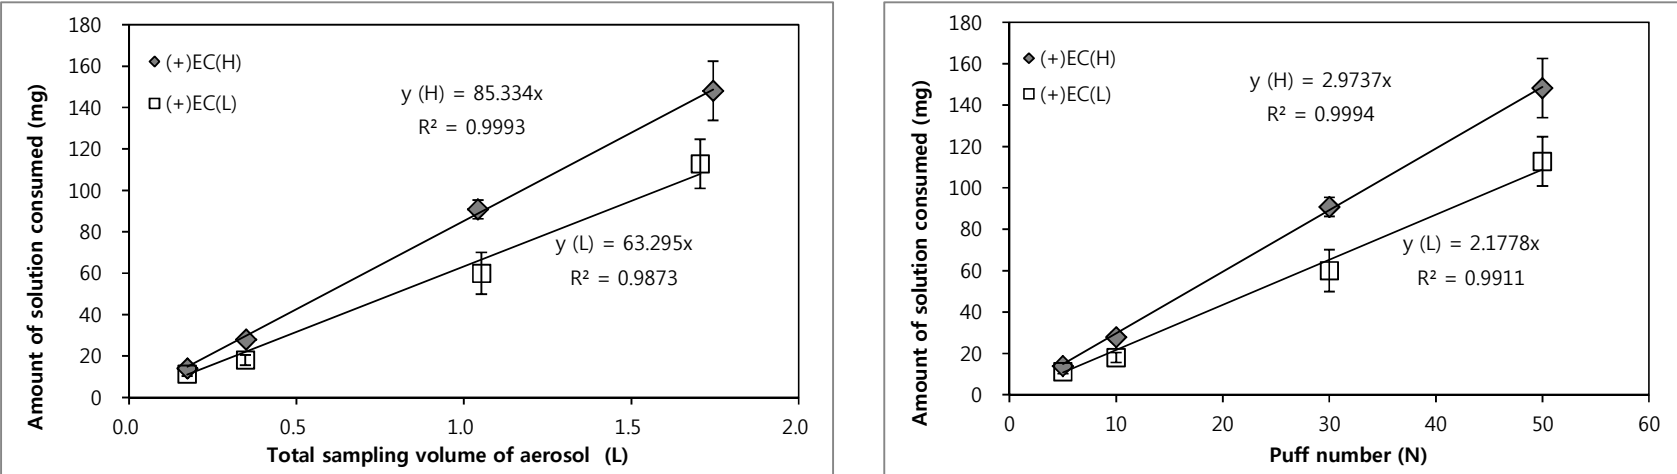 Amount of solution consumed (mg)
180
160
140
120
100
80
60
40
20
0
(+)EC(H)
(+)EC(L)
y (H) = 85.334x
R² = 0.9993
y (L) = 63.295x
R² = 0.9873
0.0 0.5 1.0 1.5 2.0
Total sampling volume of aerosol (L)
Amount of solution consumed (mg)
180
160
140
120
100
80
60
40
20
0
(+)EC(H)
(+)EC(L)
y (H) = 2.9737x
R² = 0.9994
y (L) = 2.1778x
R² = 0.9911
0 10 20 30 40 50 60
Puff number (N)